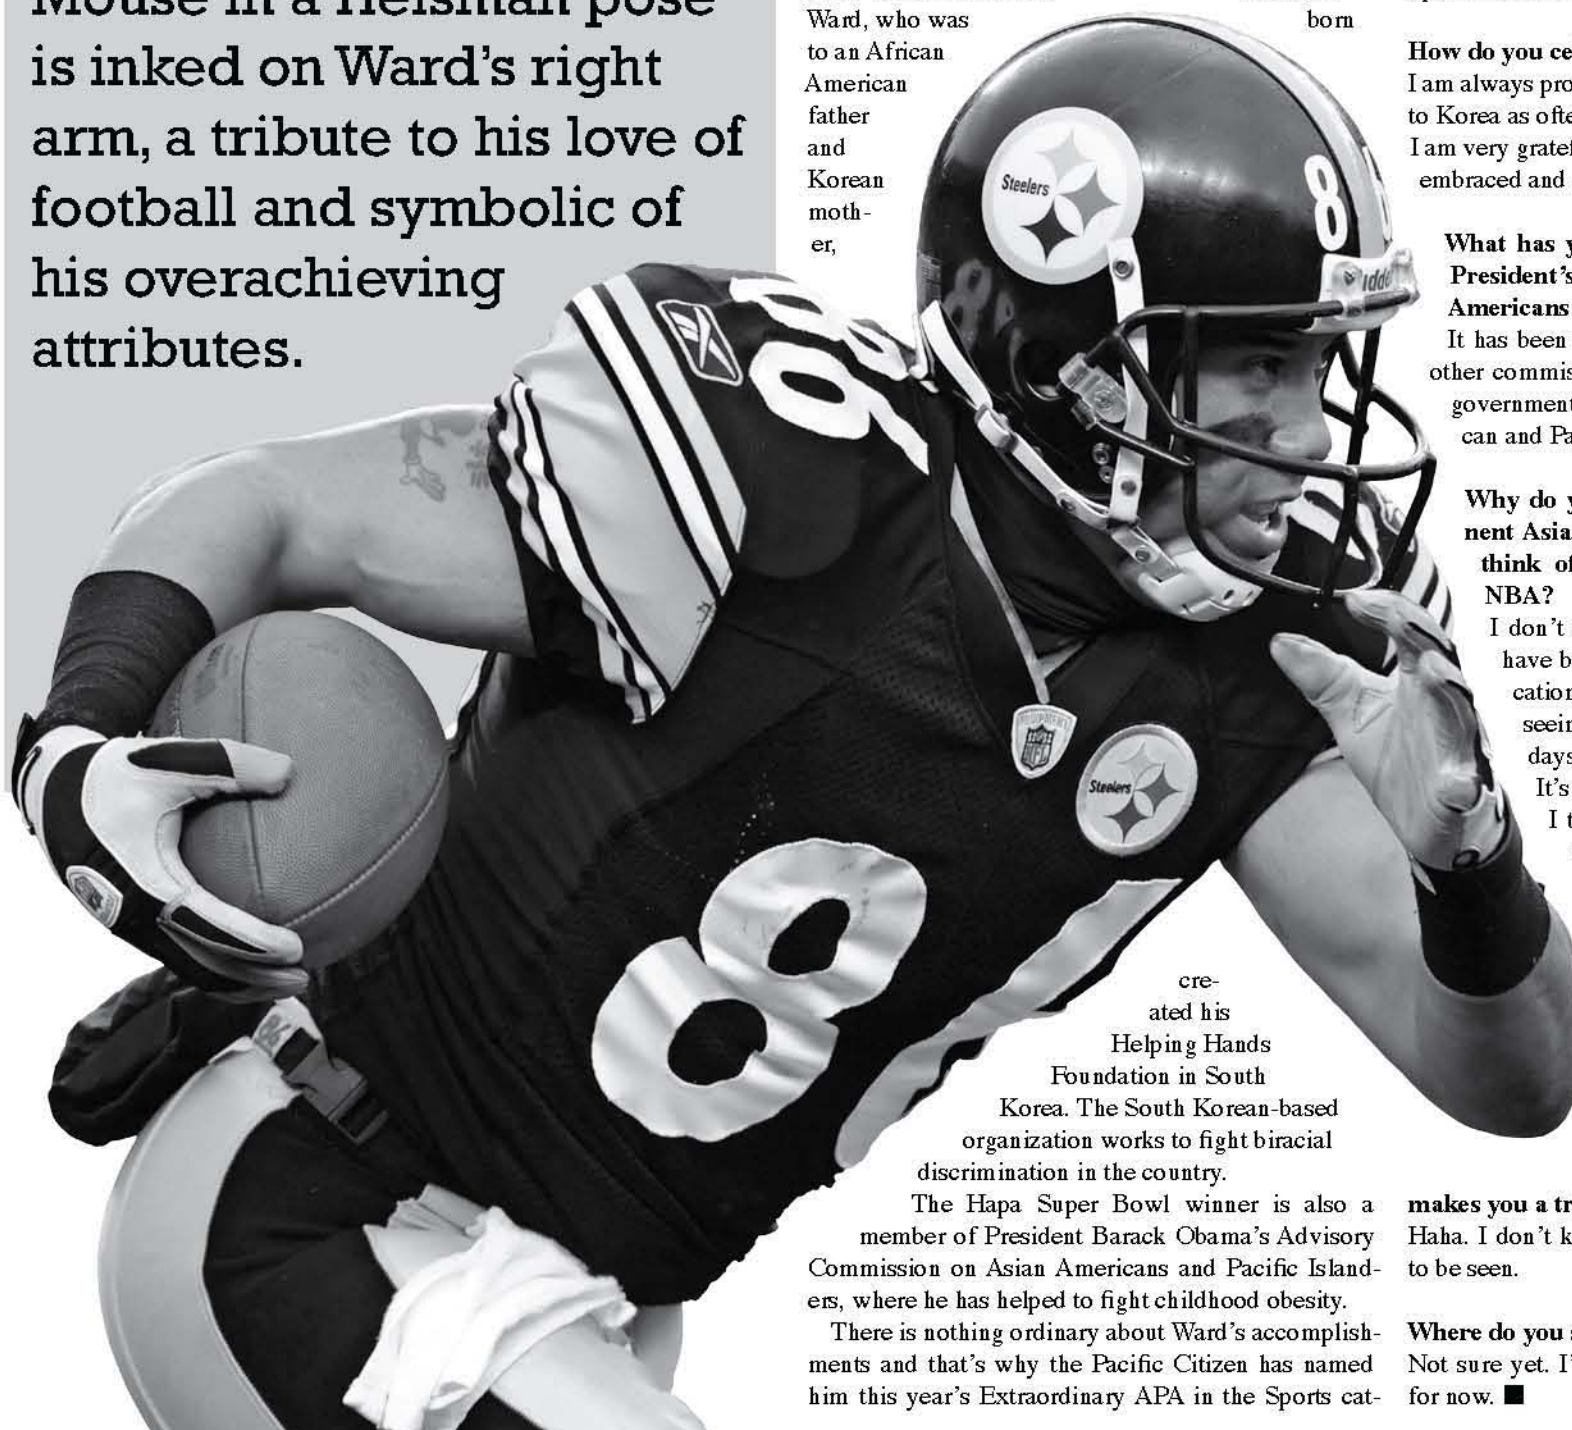 Mouse in a Heisman pose
is inked on Ward's right
arm, a tribute to his love of
football and symbolic of
his overachieving
attributes.
Ward, who was born
to an African
American
father
and
Korean
moth-
er,
cre-
ated his
Helping Hands
Foundation in South
Korea. The South Korean-based
organization works to fight biracial
discrimination in the country.
The Hapa Super Bowl winner is also a
member of President Barack Obama's Advisory
Commission on Asian Americans and Pacific Island-
ers, where he has helped to fight childhood obesity.
There is nothing ordinary about Ward's accomplish-
ments and that's why the Pacific Citizen has named
him this year's Extraordinary APA in the Sports cat-
How do you ce
I am always pro
to Korea as ofte
I am very gratef
embraced and
What has y
President's
Americans
It has been
other commis
government
can and Pa
Why do y
nent Asia
think of
NBA?
I don't
have b
cation
seein
days
It's
I t
makes you a tr
Haha. I don't k
to be seen.
Where do you s
Not sure yet. I'
for now.
Steelers
8
86
Steelers
NFL
86